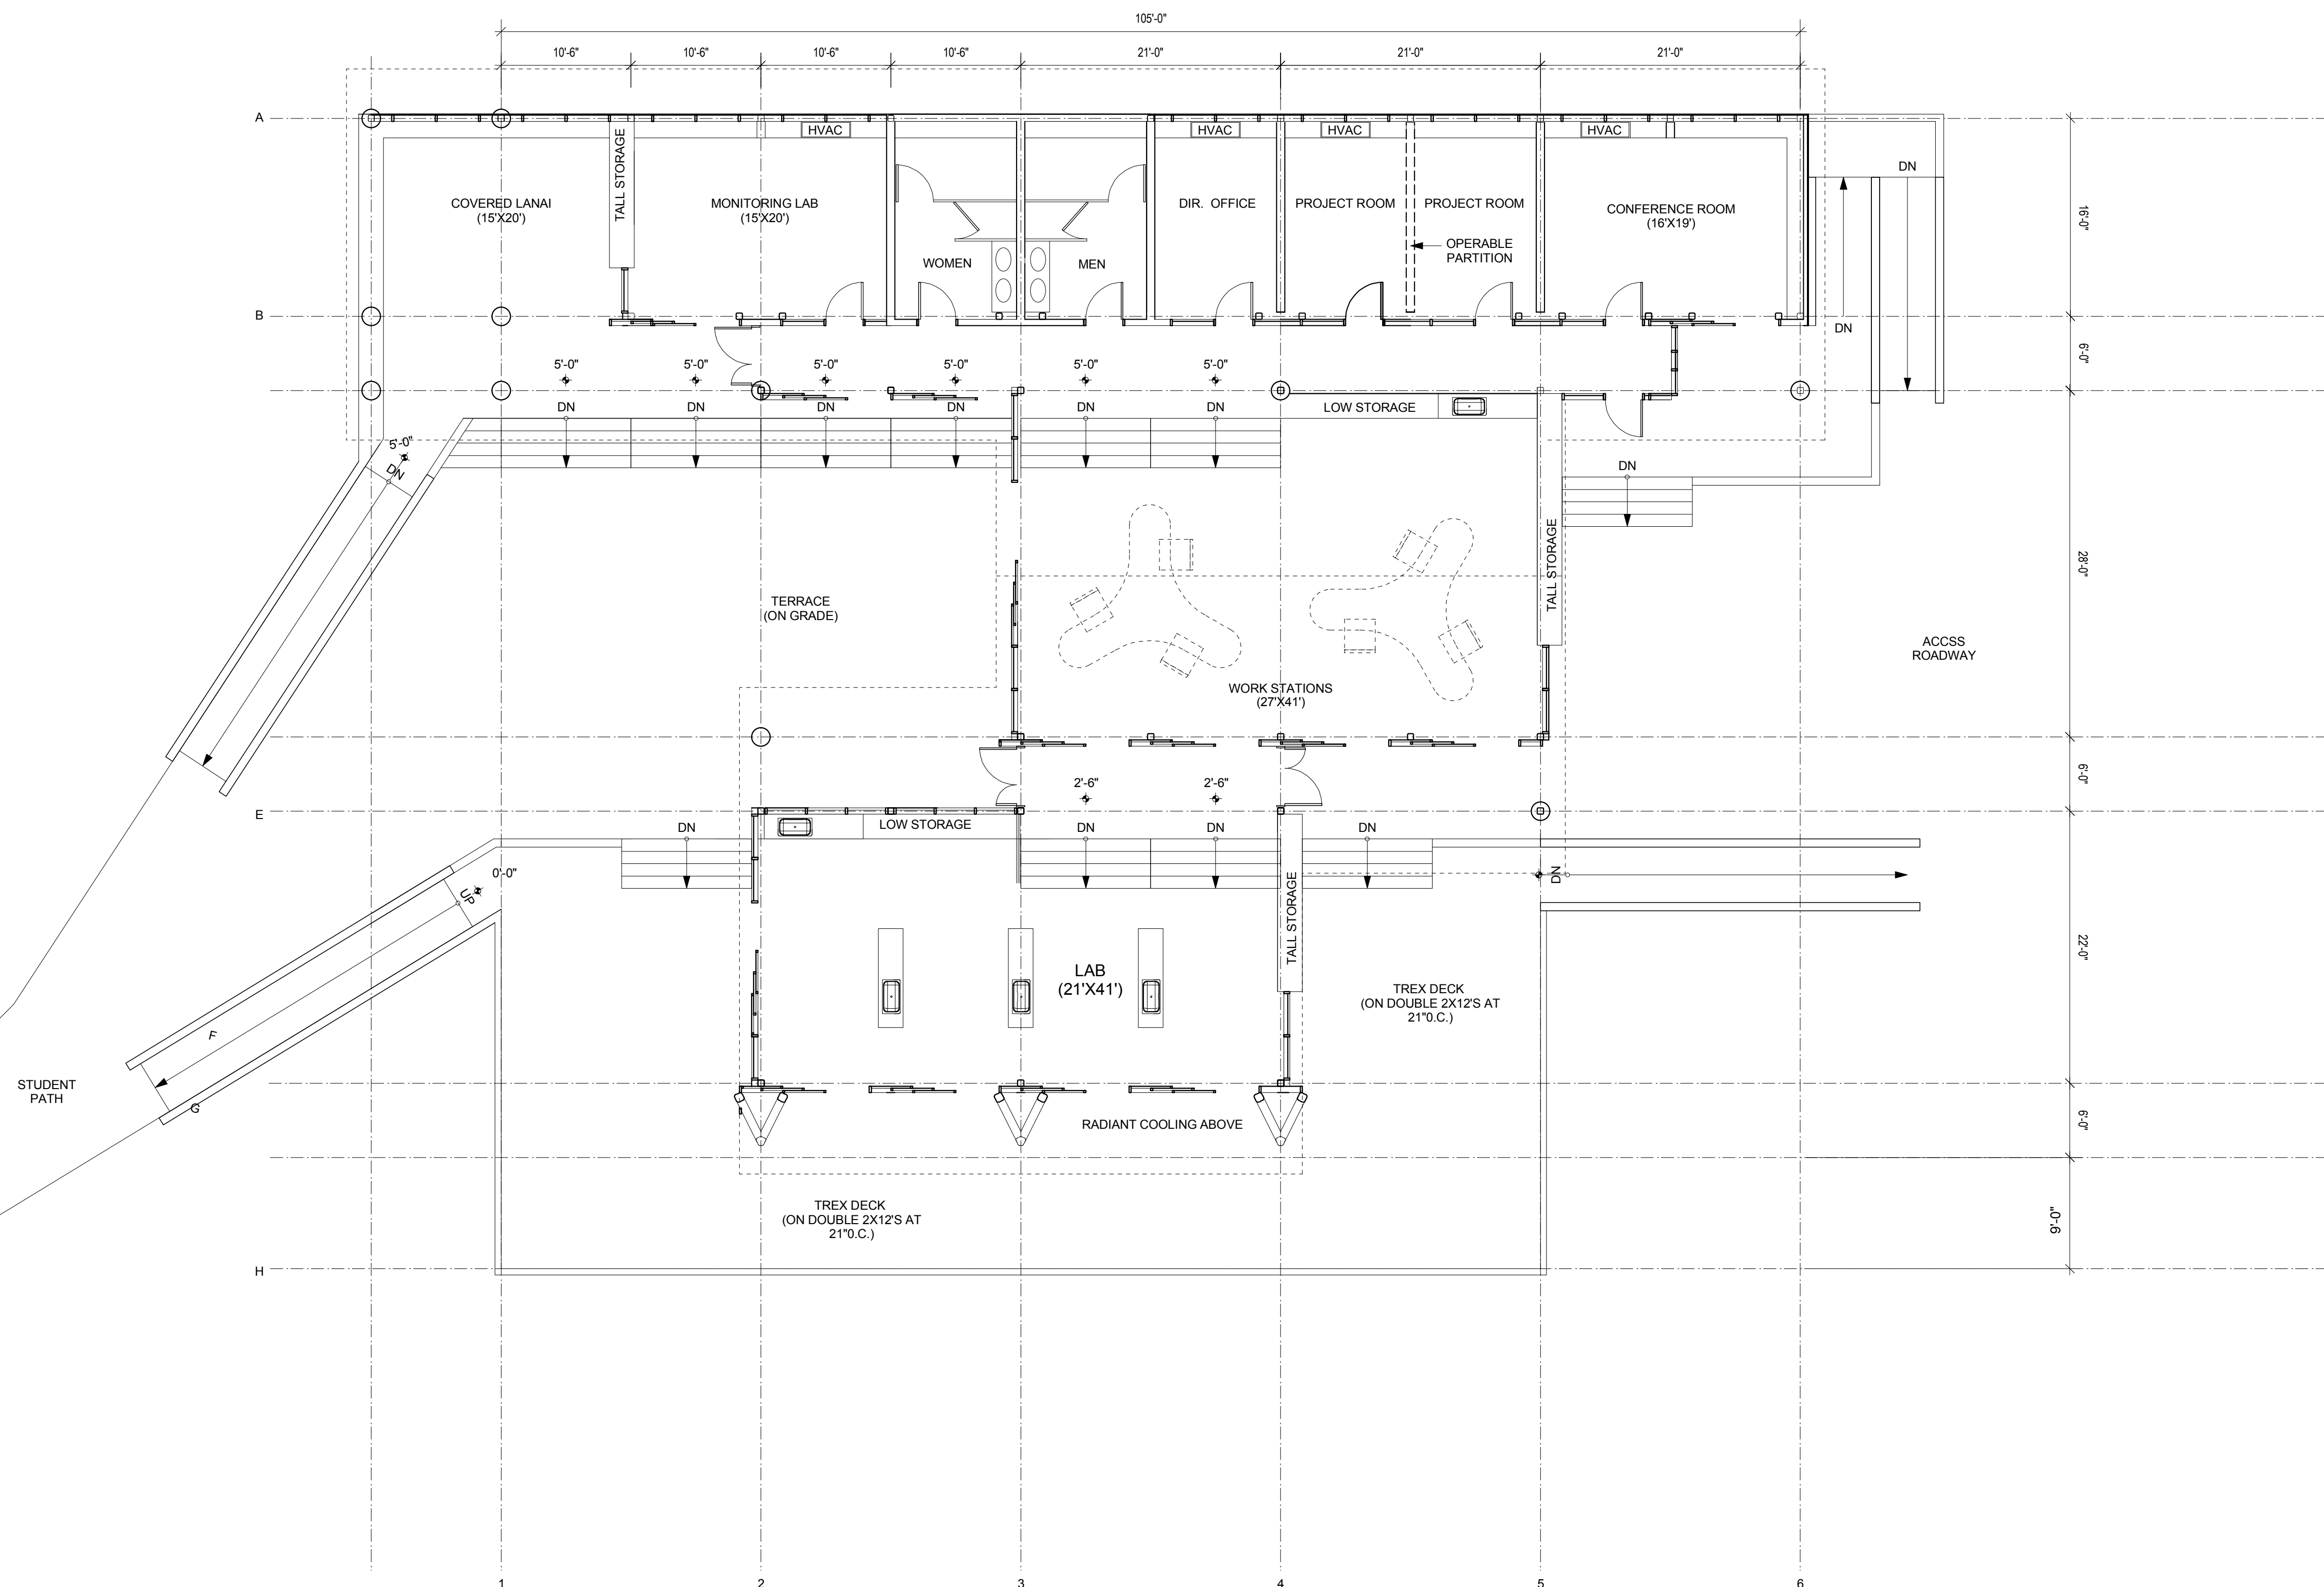 105'-0"
10'-6"
10'-6"
10'-6"
10'-6"
21'-0"
21'-0"
21'-0"
A
HVAC
HVAC
HVAC
HVAC
TALL STORAGE
DN
COVERED LANAI
(15'X20')
MONITORING LAB
(15'X20')
DIR. OFFICE
PROJECT ROOM
PROJECT ROOM
CONFERENCE ROOM
(16'X19')
16'-0"
OPERABLE
PARTITION
WOMEN
MEN
B
DN
6'-0"
5'-0"
5'-0"
5'-0"
5'-0"
5'-0"
5'-0"
DN
DN
DN
DN
DN
DN
LOW STORAGE
5'-0"
DN
DN
TALL STORAGE
28'-0"
TERRACE
(ON GRADE)
ACCSS
ROADWAY
WORK STATIONS
(27'X41')
6'-0"
2'-6"
2'-6"
E
DN
LOW STORAGE
DN
DN
DN
0'-0"
UP
DN
TALL STORAGE
22'-0"
LAB
(21'X41')
TREX DECK
(ON DOUBLE 2X12'S AT
21"0.C.)
F
STUDENT
PATH
G
RADIANT COOLING ABOVE
6'-0"
TREX DECK
(ON DOUBLE 2X12'S AT
21"0.C.)
9'-0"
H
1
2
3
4
5
6